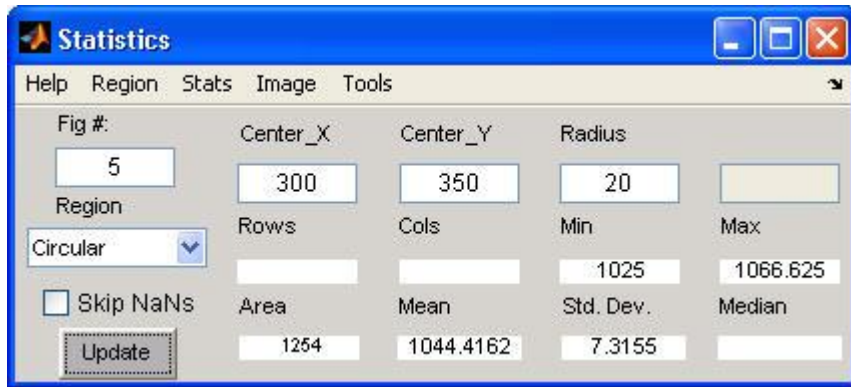 Statistics
Help Region Stats Image Tools
Fig #: Center_X Center_Y Radius
5 300 350 20
Region Rows Cols Min Max
Circular 1025 1066.625
Skip NaNs Area Mean Std. Dev. Median
Update 1254 1044.4162 7.3155